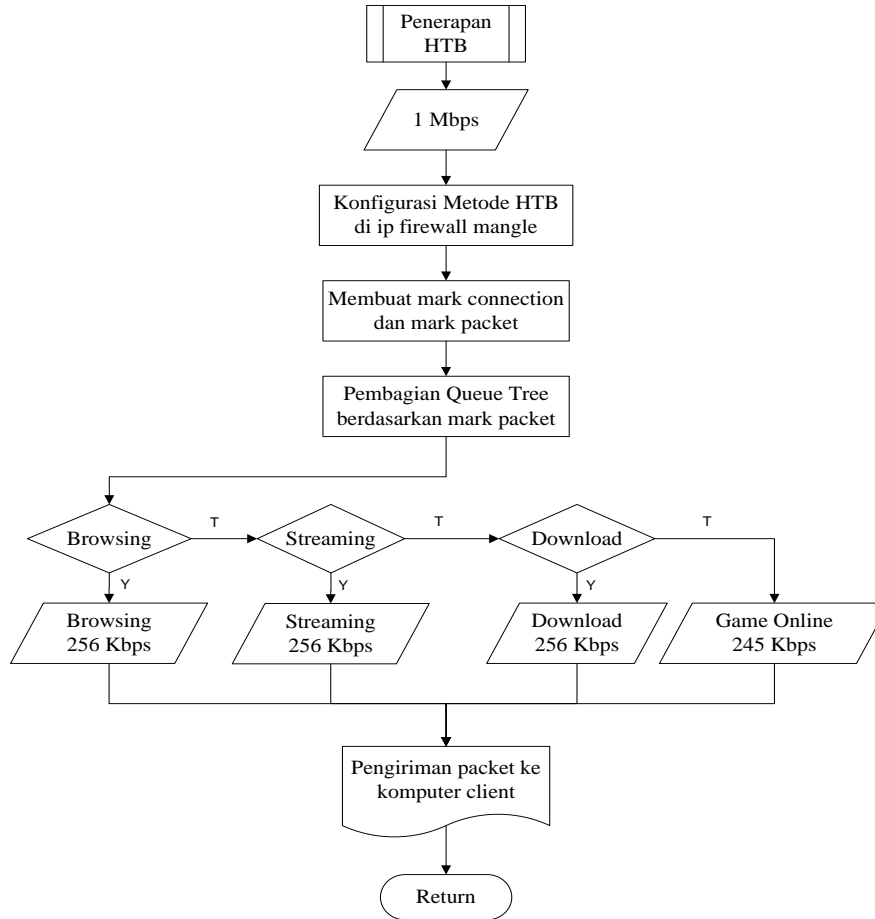 Penerapan
HTB
1 Mbps
Konfigurasi Metode HTB
di ip firewall mangle
Membuat mark connection
dan mark packet
Pembagian Queue Tree
berdasarkan mark packet
Browsing
T
Streaming
T
Download
T
Y
Y
Y
Browsing
256 Kbps
Streaming
256 Kbps
Download
256 Kbps
Game Online
245 Kbps
Pengiriman packet ke
komputer client
Return